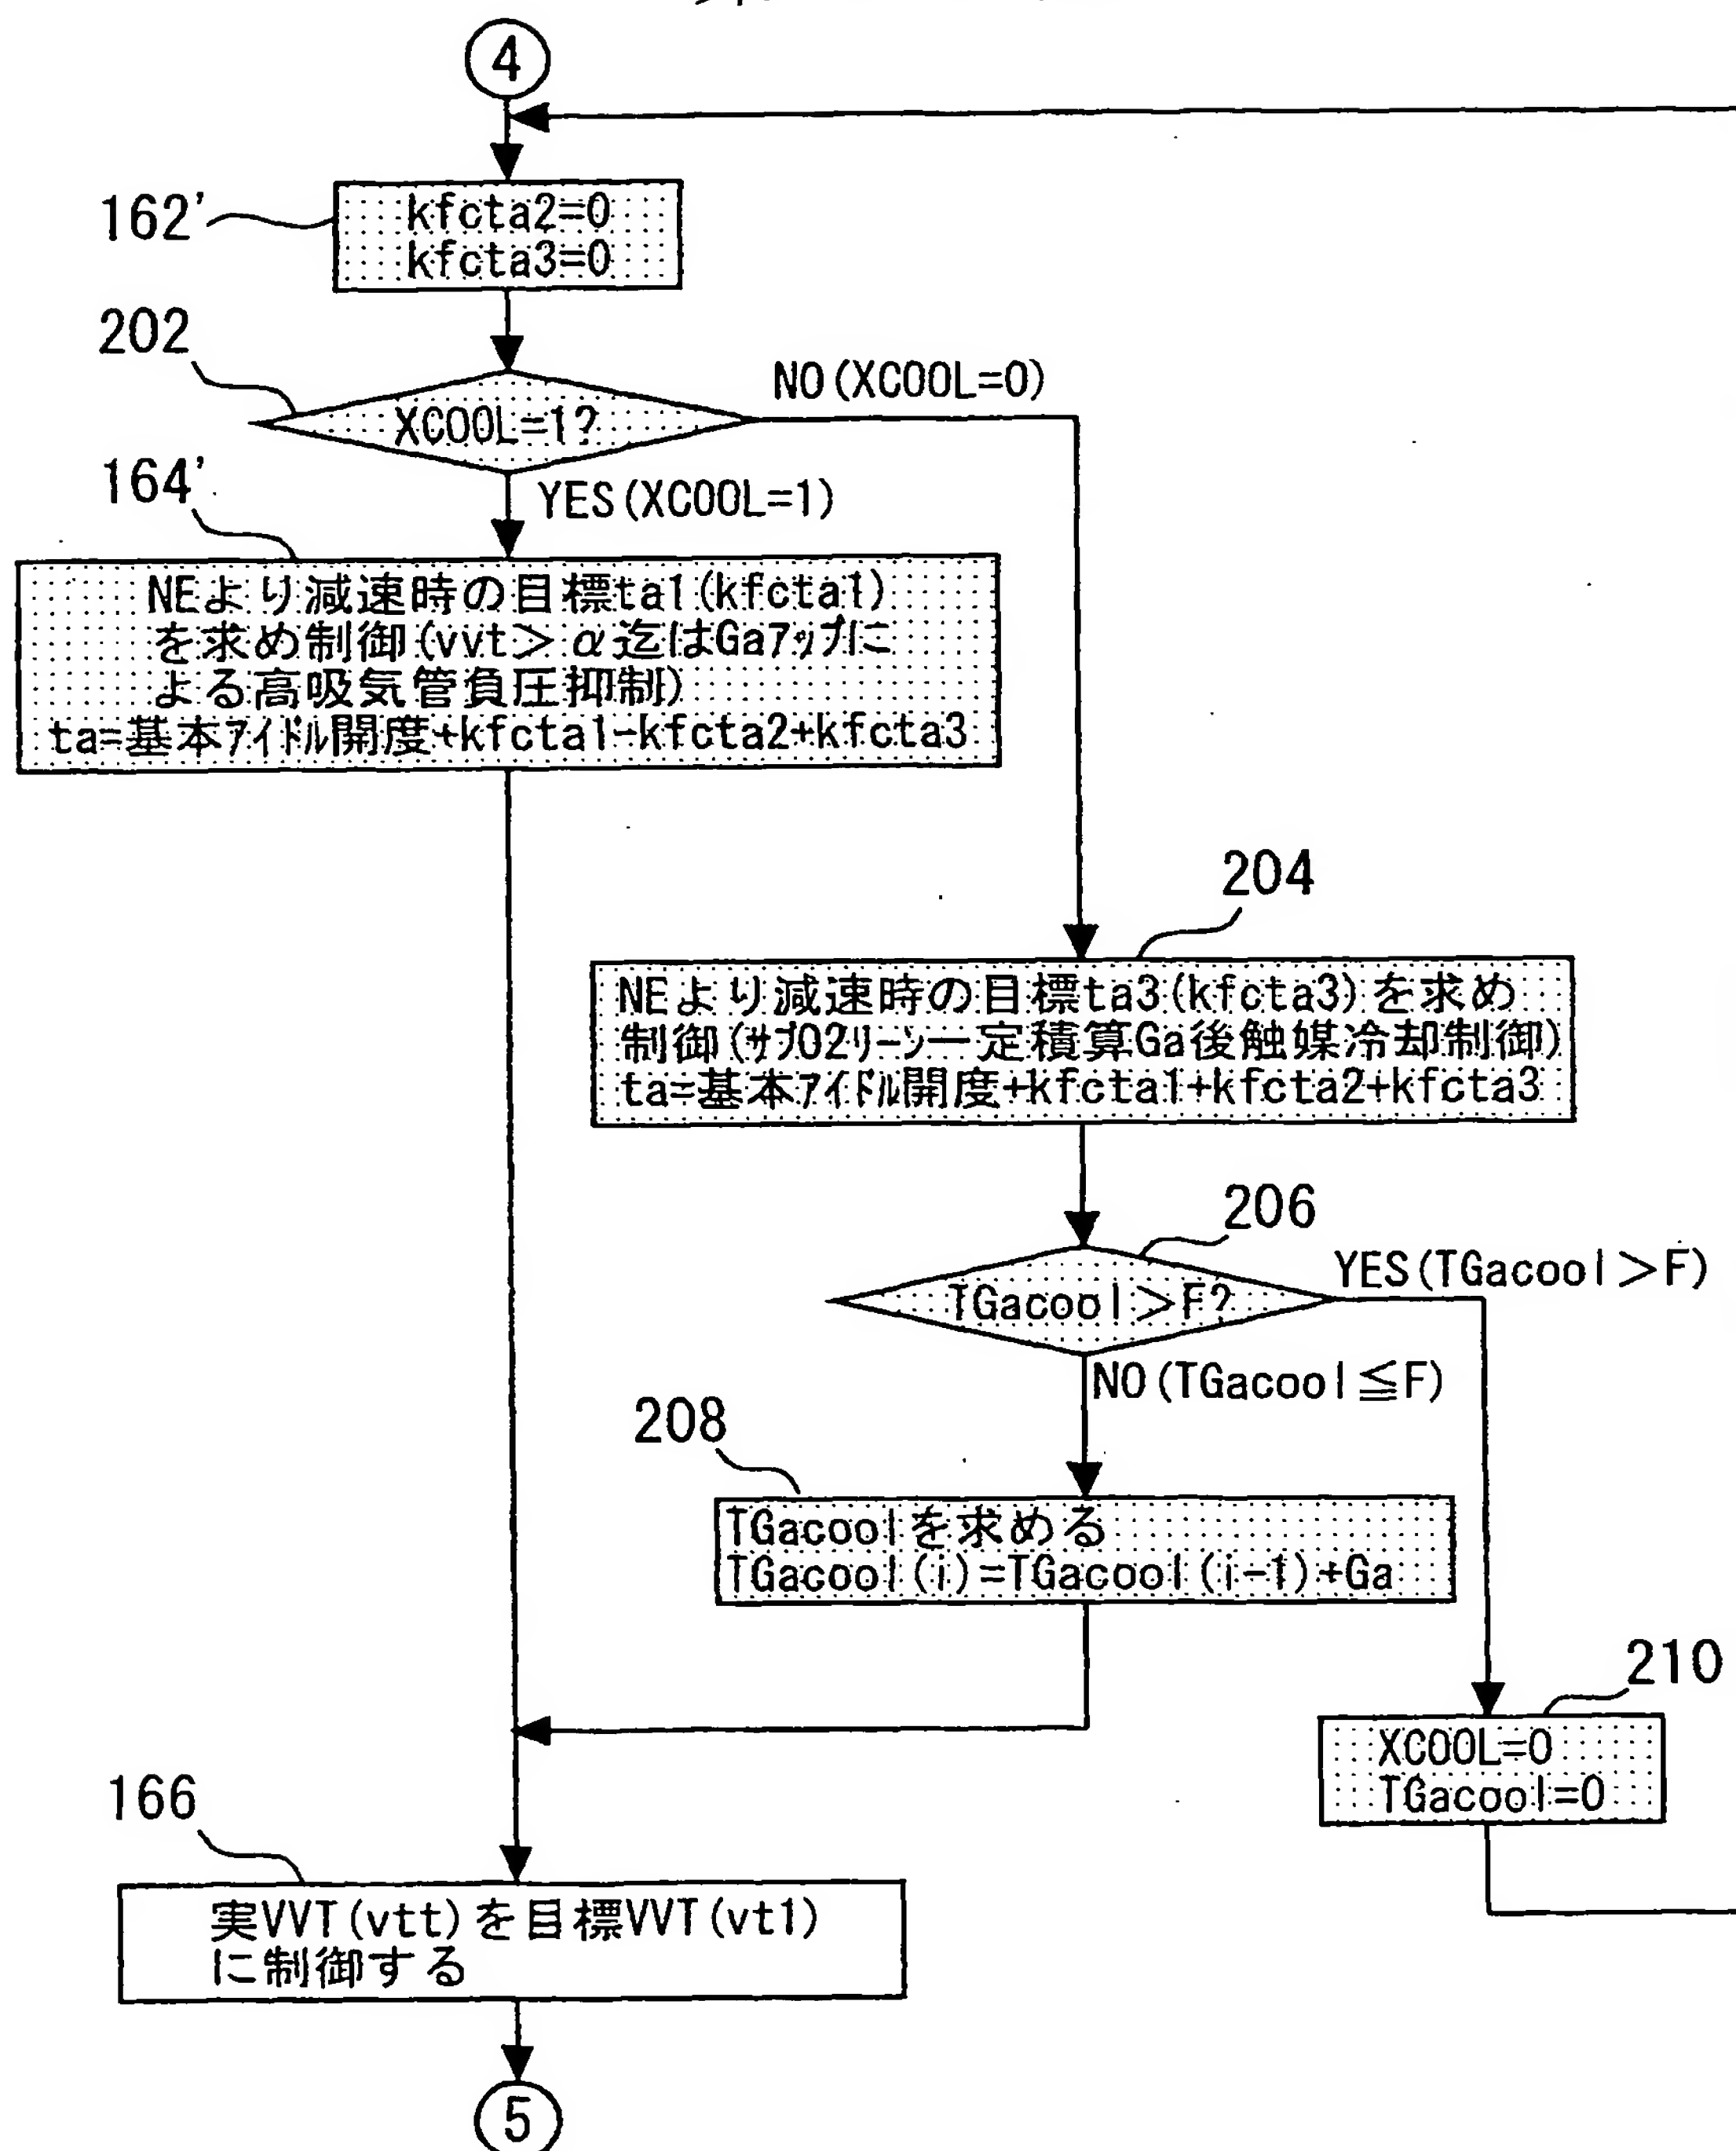 4
162'
kfcta2=0
kfcta3=0
202
XCOOL=1?
NO(XCOOL=0)
YES(XCOOL=1)
164'
NEより減速時の目標ta1(kfcta1)
を求め制御(vvt>α迄はGaアップに
よる高吸気管負圧抑制)
ta=基本アイドル開度+kfcta1-kfcta2+kfcta3
204
NEより減速時の目標ta3(kfcta3)を求め
制御(サブO2リーン一定積算Ga後触媒冷却制御)
ta=基本アイドル開度+kfcta1+kfcta2+kfcta3
206
TGacool>F?
YES(TGacool>F)
NO(TGacool≦F)
208
TGacoolを求める
TGacool(i)=TGacool(i-1)+Ga
210
XCOOL=0
TGacool=0
166
実VVT(vtt)を目標VVT(vt1)
に制御する
5